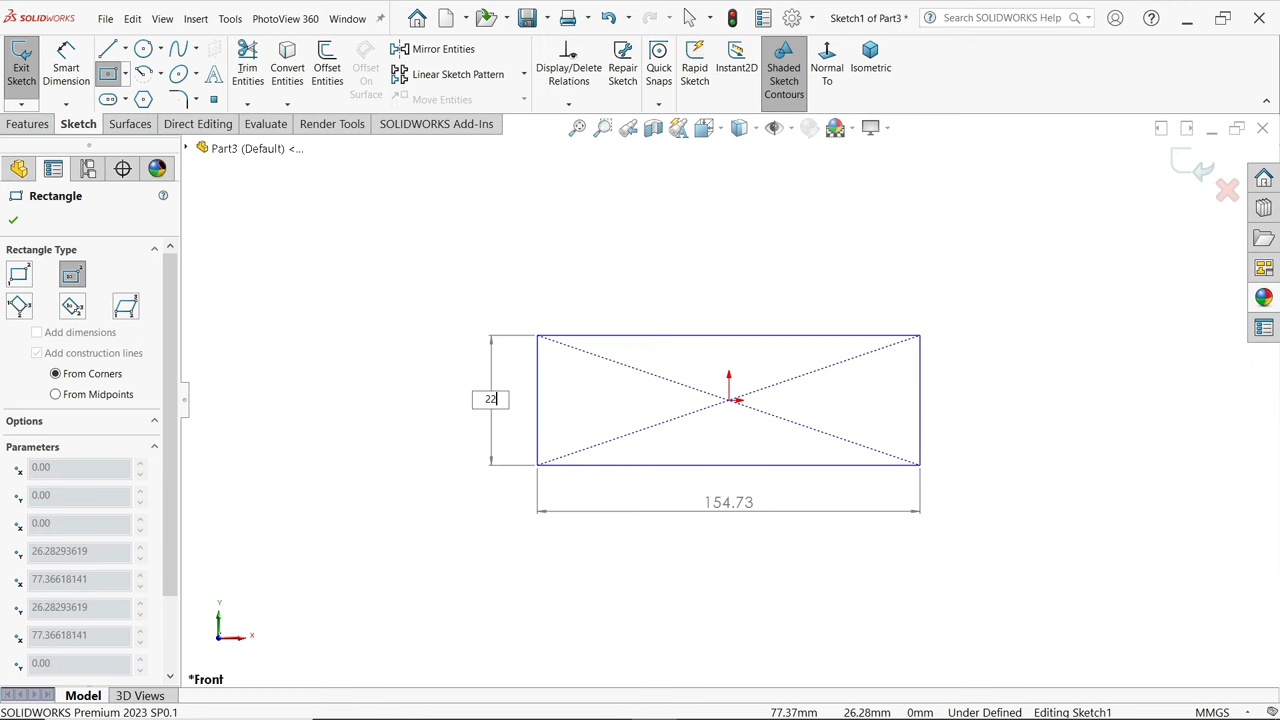 SOLIDWORKS File Edit View Insert Tools PhotoView 360 Window Sketch1 of Part3 * Search SOLIDWORKS Help
Exit Sketch
Smart Dimension
Trim Entities
Convert Entities
Offset Entities
Offset On Surface
Mirror Entities
Linear Sketch Pattern
Move Entities
Display/Delete Relations
Repair Sketch
Quick Snaps
Rapid Sketch
Instant2D
Shaded Sketch Contours
Normal To
Isometric
Features Sketch Surfaces Direct Editing Evaluate Render Tools SOLIDWORKS Add-Ins
Part3 (Default) <...
Rectangle
Rectangle Type
Add dimensions
Add construction lines
From Corners
From Midpoints
Options
Parameters
0.00
0.00
0.00
26.28293619
77.36618141
26.28293619
77.36618141
0.00
22
154.73
Y
X
*Front
Model 3D Views
SOLIDWORKS Premium 2023 SP0.1 77.37mm 26.28mm 0mm Under Defined Editing Sketch1 MMGS